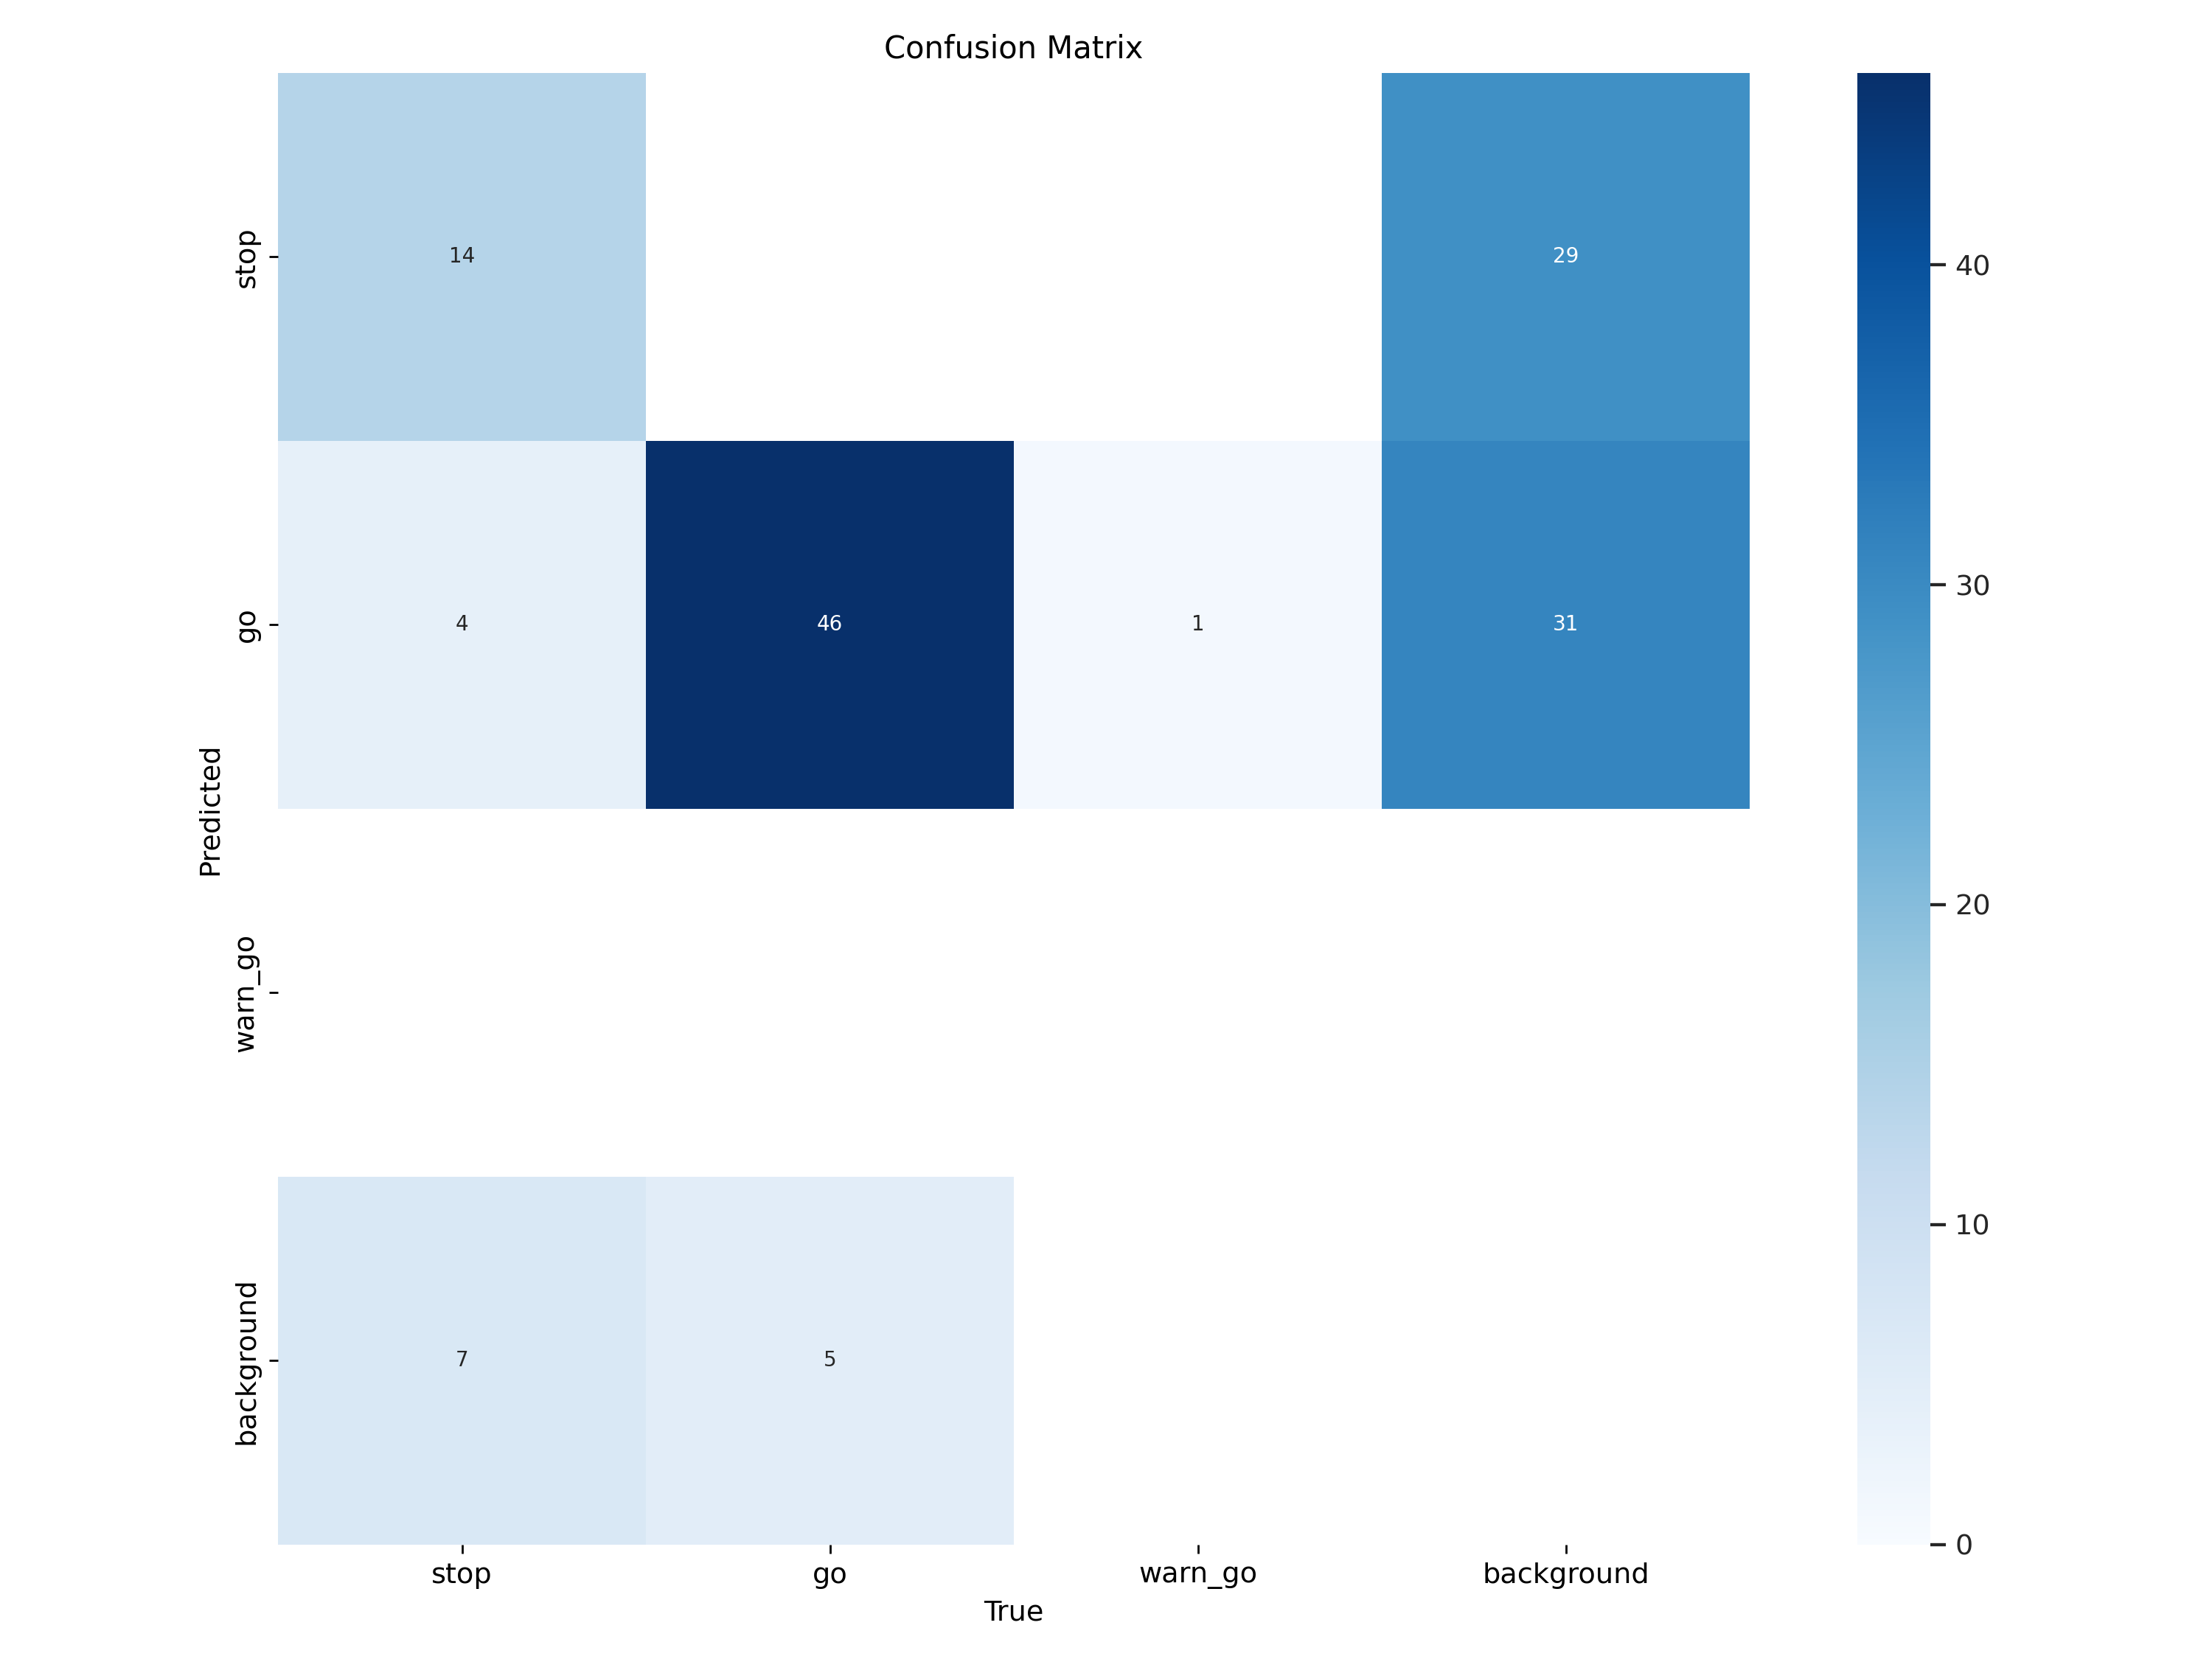 Confusion Matrix
stop
14
29
40
30
go
4
46
1
31
Predicted
20
warn_go
10
background
7
5
0
stop
go
warn_go
background
True